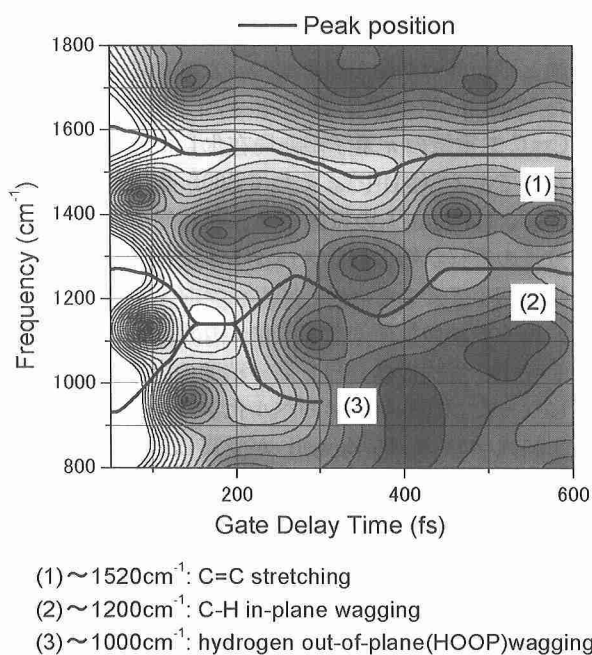 Peak position
1800
1600
1400
1200
1000
800
Frequency (cm-1)
(1)
(2)
(3)
200
400
600
Gate Delay Time (fs)
(1)～1520cm-1: C=C stretching
(2)～1200cm-1: C-H in-plane wagging
(3)～1000cm-1: hydrogen out-of-plane(HOOP)wagging